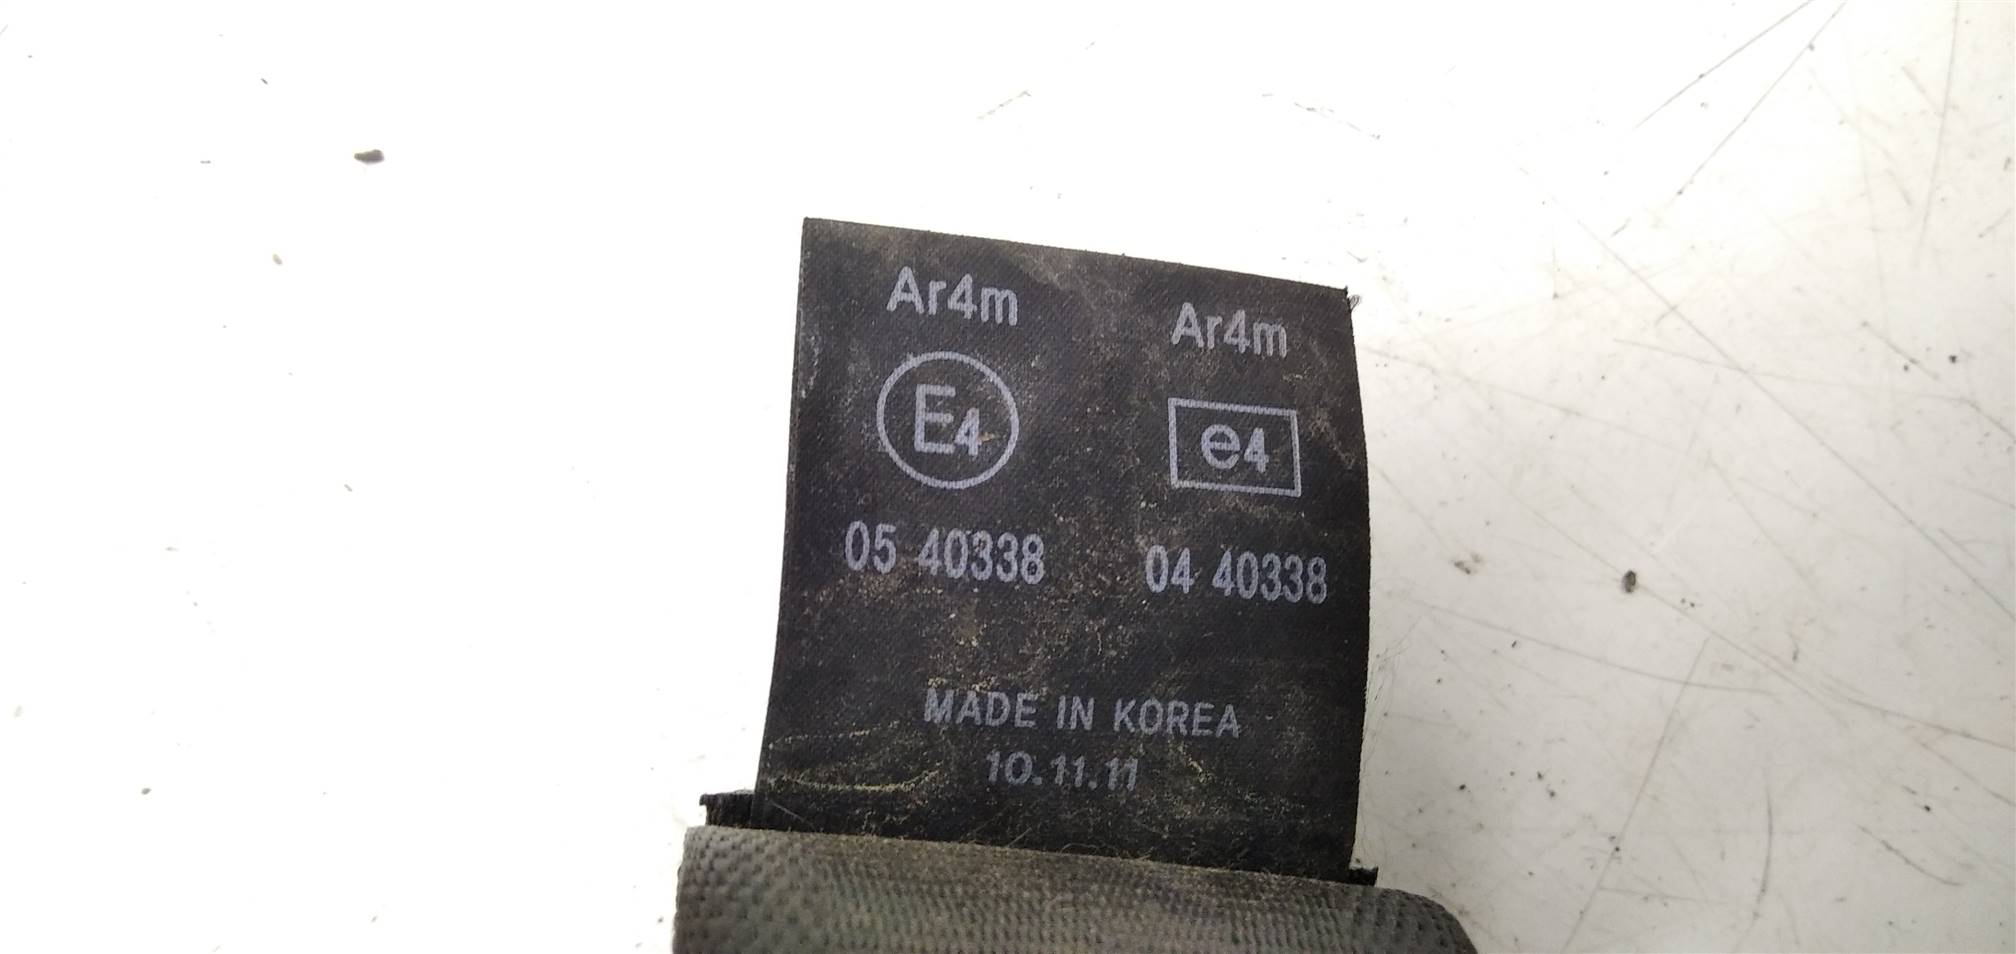 Ar4m Ar4m
E4 e4
05 40338 04 40338
MADE IN KOREA
10.11.11